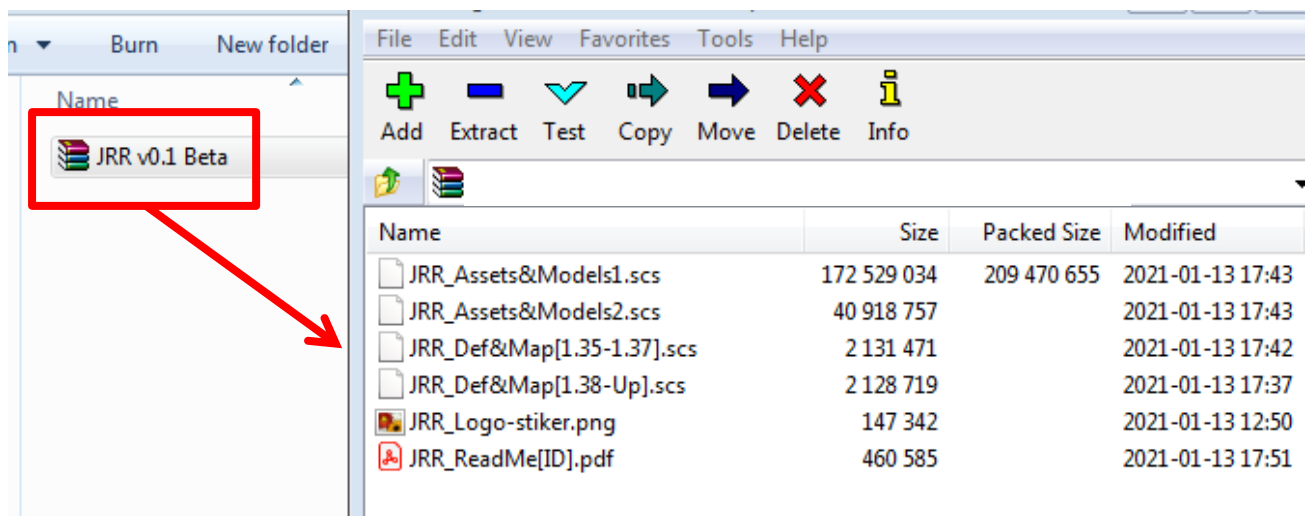 n Burn New folder
Name
JRR v0.1 Beta
File Edit View Favorites Tools Help
Add Extract Test Copy Move Delete Info
Name Size Packed Size Modified
JRR_Assets&Models1.scs 172 529 034 209 470 655 2021-01-13 17:43
JRR_Assets&Models2.scs 40 918 757 2021-01-13 17:43
JRR_Def&Map[1.35-1.37].scs 2 131 471 2021-01-13 17:42
JRR_Def&Map[1.38-Up].scs 2 128 719 2021-01-13 17:37
JRR_Logo-stiker.png 147 342 2021-01-13 12:50
JRR_ReadMe[ID].pdf 460 585 2021-01-13 17:51